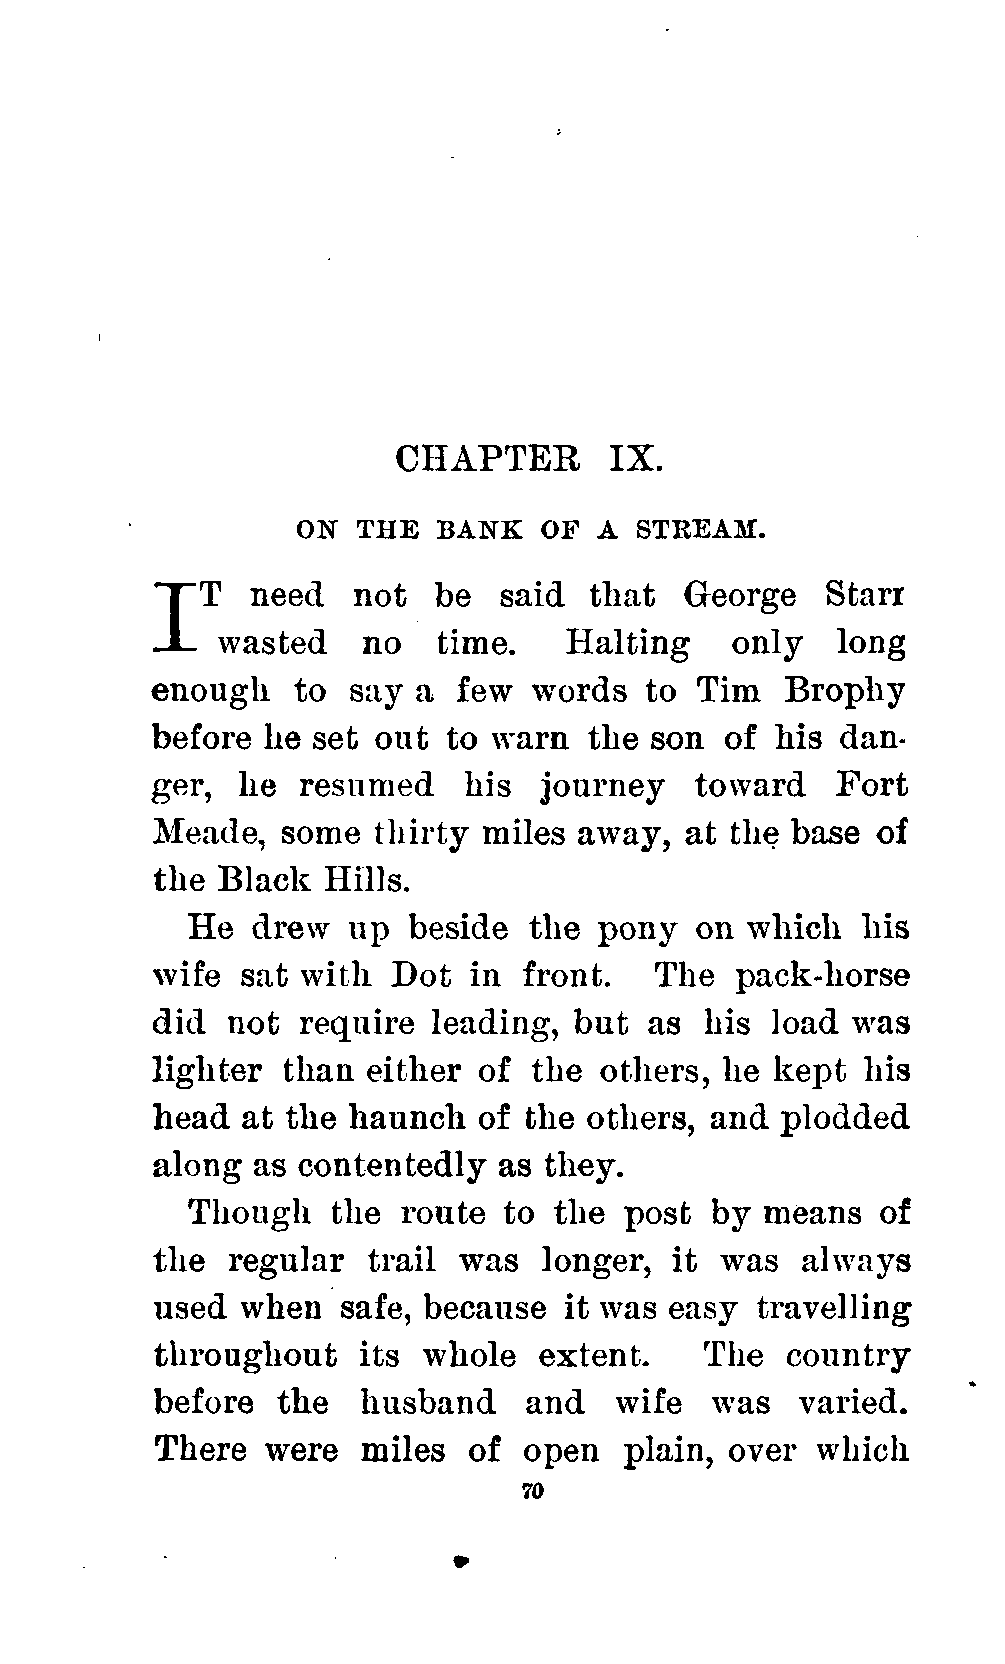 CHAPTER IX.
ON THE BANK OF A STREAM.
IT need not be said that George Starr
wasted no time. Halting only long
enough to say a few words to Tim Brophy
before he set out to warn the son of his dan-
ger, he resumed his journey toward Fort
Meade, some thirty miles away, at the base of
the Black Hills.
He drew up beside the pony on which his
wife sat with Dot in front. The pack-horse
did not require leading, but as his load was
lighter than either of the others, he kept his
head at the haunch of the others, and plodded
along as contentedly as they.
Though the route to the post by means of
the regular trail was longer, it was always
used when safe, because it was easy travelling
throughout its whole extent. The country
before the husband and wife was varied.
There were miles of open plain, over which
70